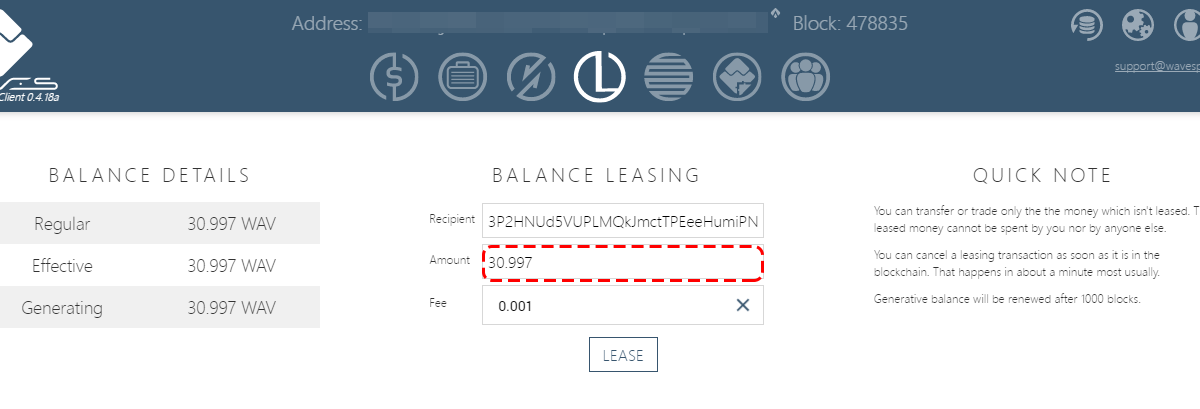 Address:
Block: 478835
Client 0.4.18a
support@wavesp
BALANCE DETAILS
Regular 30.997 WAV
Effective 30.997 WAV
Generating 30.997 WAV
BALANCE LEASING
Recipient 3P2HNUd5VUPLMQkJmctTPEeeHumiPN
Amount 30.997
Fee 0.001
LEASE
QUICK NOTE
You can transfer or trade only the the money which isn't leased. T
leased money cannot be spent by you nor by anyone else.
You can cancel a leasing transaction as soon as it is in the
blockchain. That happens in about a minute most usually.
Generative balance will be renewed after 1000 blocks.